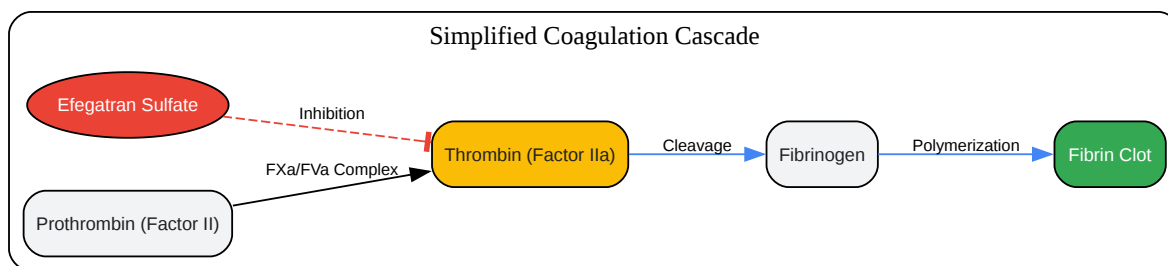 Simplified Coagulation Cascade
Efegatran Sulfate
Inhibition
Thrombin (Factor IIa)
Cleavage
Fibrinogen
Polymerization
Fibrin Clot
FXa/FVa Complex
Prothrombin (Factor II)